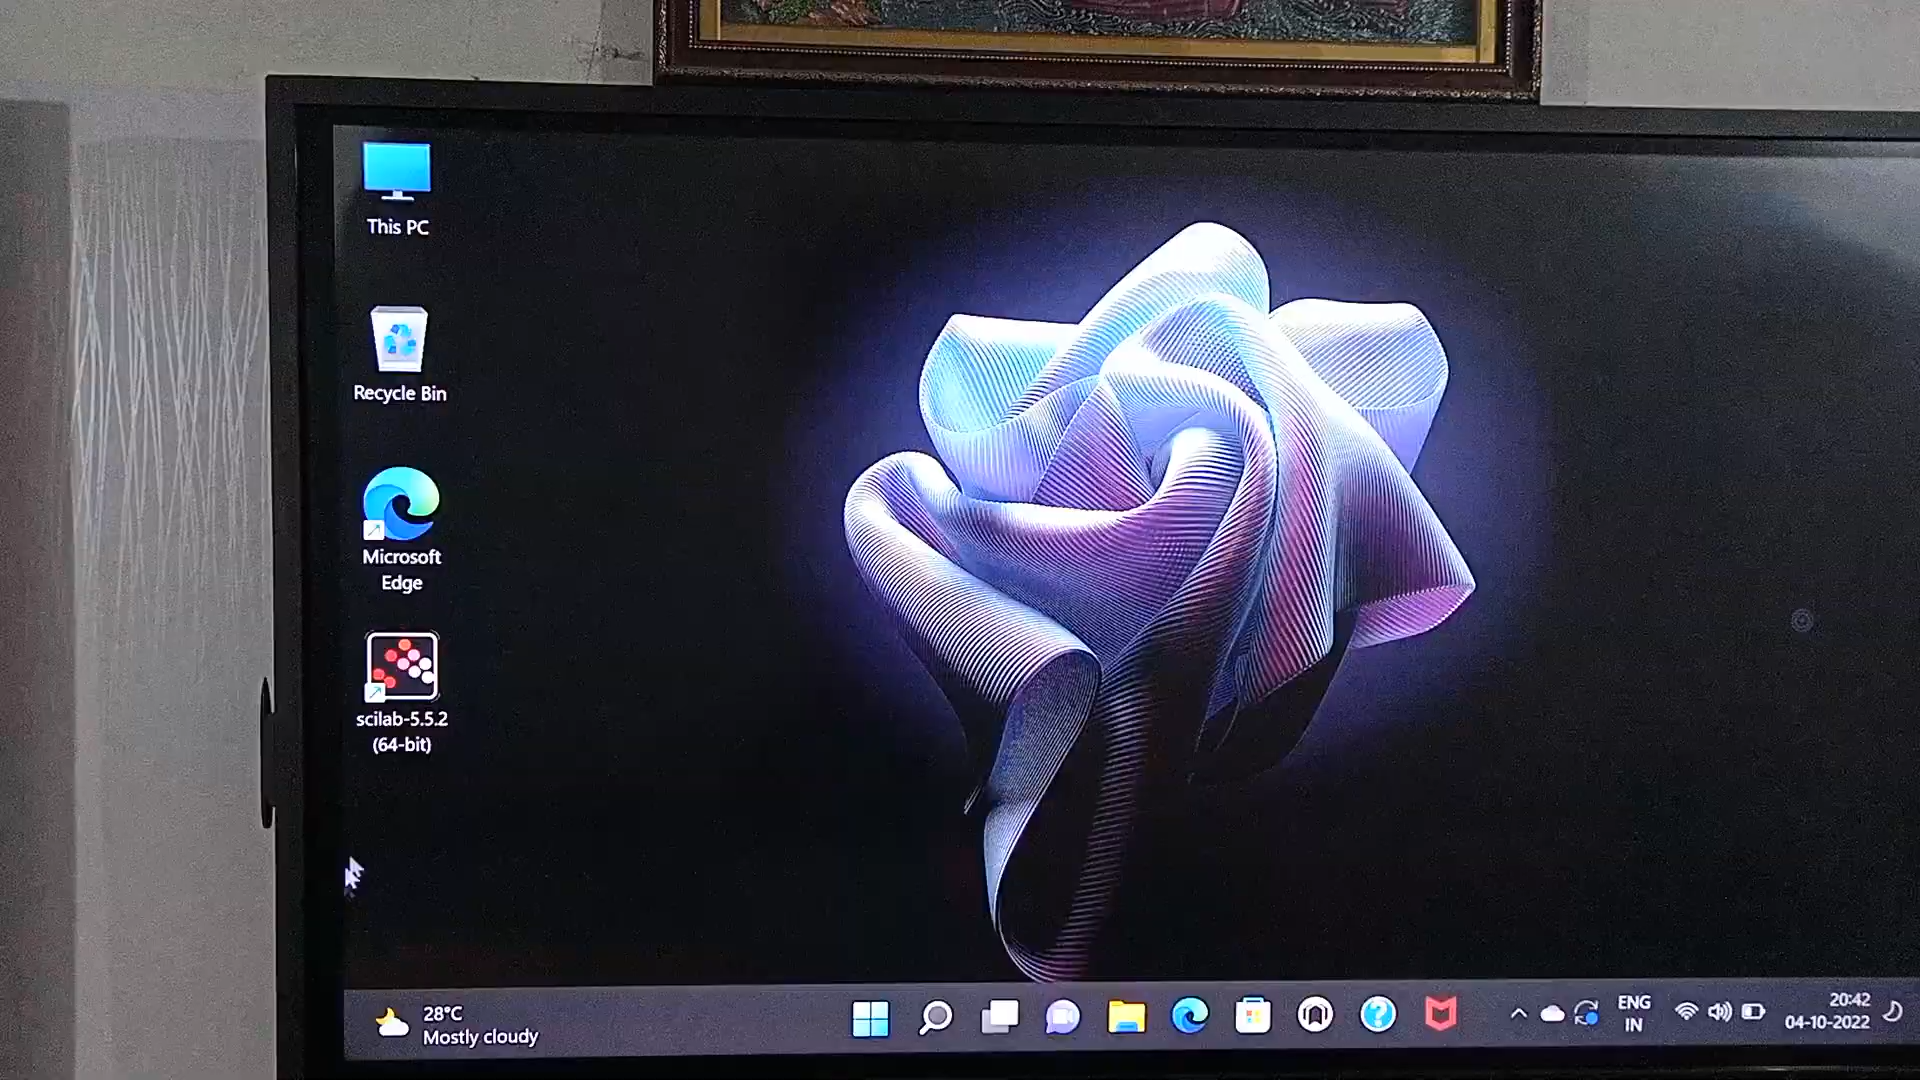 This PC
Recycle Bin
Microsoft
Edge
scilab-5.5.2
(64-bit)
28°C
Mostly cloudy
ENG
IN
20:42
04-10-2022